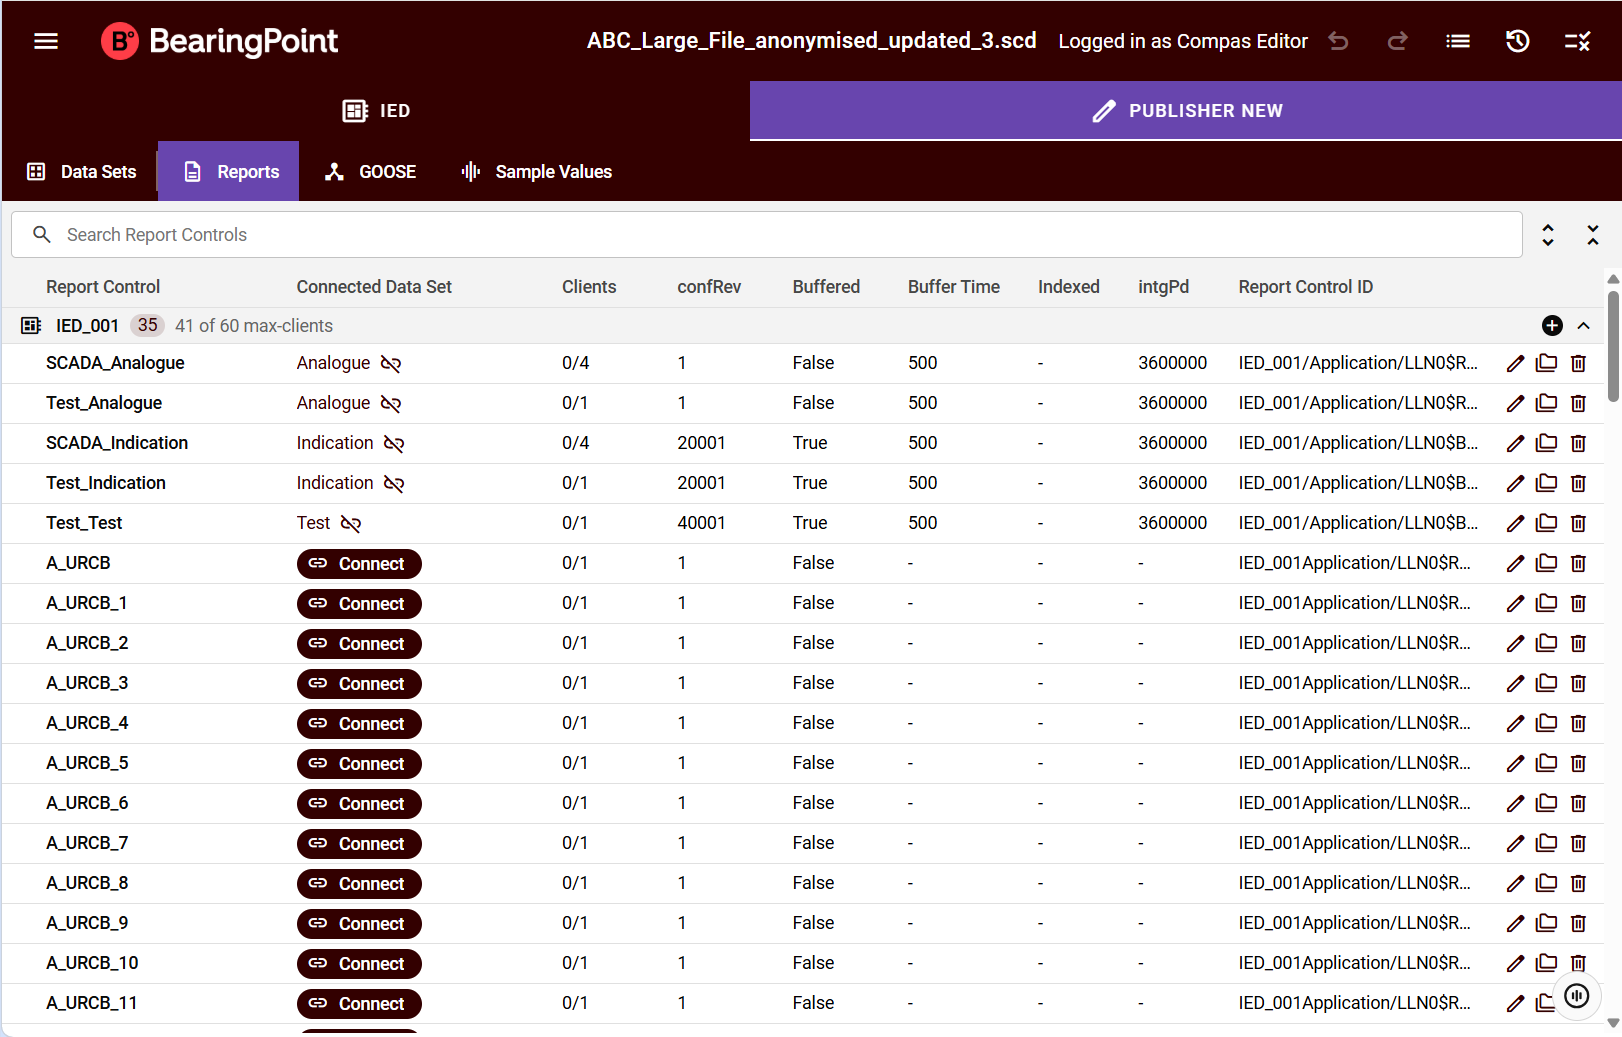 B° BearingPoint
ABC_Large_File_anonymised_updated_3.scd Logged in as Compas Editor
IED PUBLISHER NEW
Data Sets Reports GOOSE Sample Values
Search Report Controls
Report Control Connected Data Set Clients confRev Buffered Buffer Time Indexed intgPd Report Control ID
IED_001 35 41 of 60 max-clients
SCADA_Analogue Analogue 0/4 1 False 500 - 3600000 IED_001/Application/LLN0$R...
Test_Analogue Analogue 0/1 1 False 500 - 3600000 IED_001/Application/LLN0$R...
SCADA_Indication Indication 0/4 20001 True 500 - 3600000 IED_001/Application/LLN0$B...
Test_Indication Indication 0/1 20001 True 500 - 3600000 IED_001/Application/LLN0$B...
Test_Test Test 0/1 40001 True 500 - 3600000 IED_001/Application/LLN0$B...
A_URCB Connect 0/1 1 False - - - IED_001Application/LLN0$R...
A_URCB_1 Connect 0/1 1 False - - - IED_001Application/LLN0$R...
A_URCB_2 Connect 0/1 1 False - - - IED_001Application/LLN0$R...
A_URCB_3 Connect 0/1 1 False - - - IED_001Application/LLN0$R...
A_URCB_4 Connect 0/1 1 False - - - IED_001Application/LLN0$R...
A_URCB_5 Connect 0/1 1 False - - - IED_001Application/LLN0$R...
A_URCB_6 Connect 0/1 1 False - - - IED_001Application/LLN0$R...
A_URCB_7 Connect 0/1 1 False - - - IED_001Application/LLN0$R...
A_URCB_8 Connect 0/1 1 False - - - IED_001Application/LLN0$R...
A_URCB_9 Connect 0/1 1 False - - - IED_001Application/LLN0$R...
A_URCB_10 Connect 0/1 1 False - - - IED_001Application/LLN0$R...
A_URCB_11 Connect 0/1 1 False - - - IED_001Application/LLN0$R...